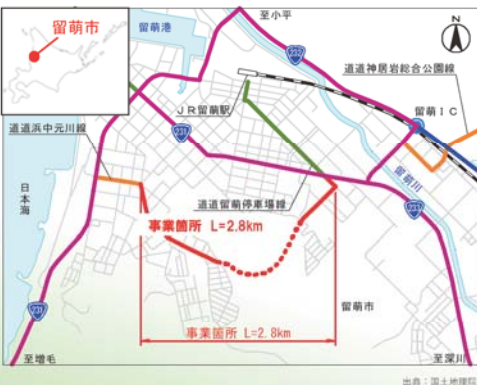 留萌市
留萌港
至小平
N
232
道道神居岩総合公園線
JR留萌駅
留萌IC
231
道道浜中元川線
留萌川
道道留萌停車場線
233
日本海
事業箇所 L=2.8km
231
留萌市
事業箇所 L=2.8km
至増毛
至深川
出典：国土地理院